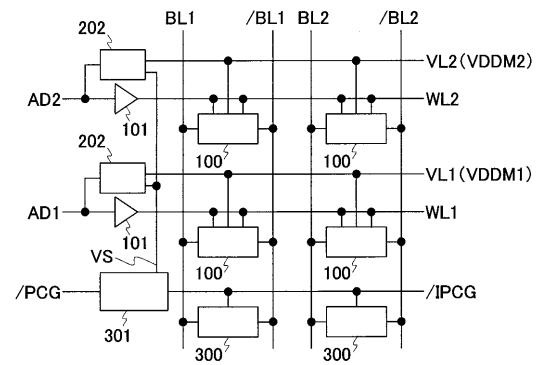 BL1 /BL1 BL2 /BL2
202
VL2(VDDM2)
AD2 WL2
101
202 100 100
VL1(VDDM1)
AD1 WL1
101
VS 100 100
/PCG /IPCG
301 300 300